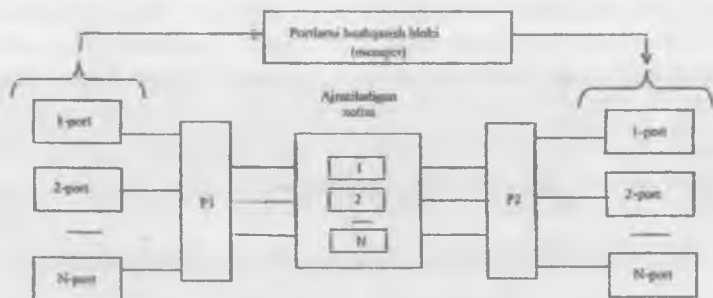 Portlarni boshqarish bloki
(menejer)
Ajratiladigan
xotira
1-port
2-port
N-port
P1
1
2
N
P2
1-port
2-port
N-port